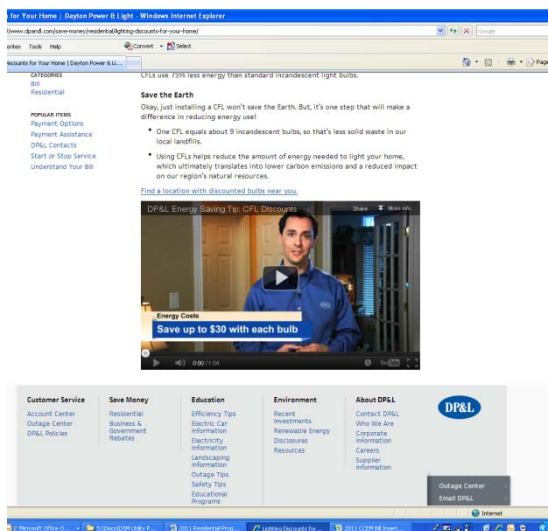 s for Your Home | Dayton Power & Light - Windows Internet Explorer
//www.dpandl.com/save-money/residential/lighting-discounts-for-your-home/
Google
orites Tools Help
Convert
Select
Discounts for Your Home | Dayton Power & Li...
Page
CATEGORIES
Bill
Residential
POPULAR ITEMS
Payment Options
Payment Assistance
DP&L Contacts
Start or Stop Service
Understand Your Bill
CFLs use 75% less energy than standard incandescent light bulbs.
Save the Earth
Okay, just installing a CFL won't save the Earth. But, it's one step that will make a
difference in reducing energy use!
• One CFL equals about 9 incandescent bulbs, so that's less solid waste in our
local landfills.
• Using CFLs helps reduce the amount of energy needed to light your home,
which ultimately translates into lower carbon emissions and a reduced impact
on our region's natural resources.
Find a location with discounted bulbs near you.
DP&L Energy Saving Tip: CFL Discounts
Share
More info
Energy Costs
Save up to $30 with each bulb
0:00 / 1:04
YouTube
Customer Service
Account Center
Outage Center
DP&L Policies
Save Money
Residential
Business &
Government
Rebates
Education
Efficiency Tips
Electric Car
Information
Electricity
Information
Landscaping
Information
Outage Tips
Safety Tips
Educational
Programs
Environment
Recent
Investments
Renewable Energy
Disclosures
Resources
About DP&L
Contact DP&L
Who We Are
Corporate
Information
Careers
Supplier
Information
DP&L
Outage Center
Email DP&L
Internet
2 Microsoft Office O...
2011 Residential Prog...
Lighting Discounts for ...
2011 CCEM Bill Insert...